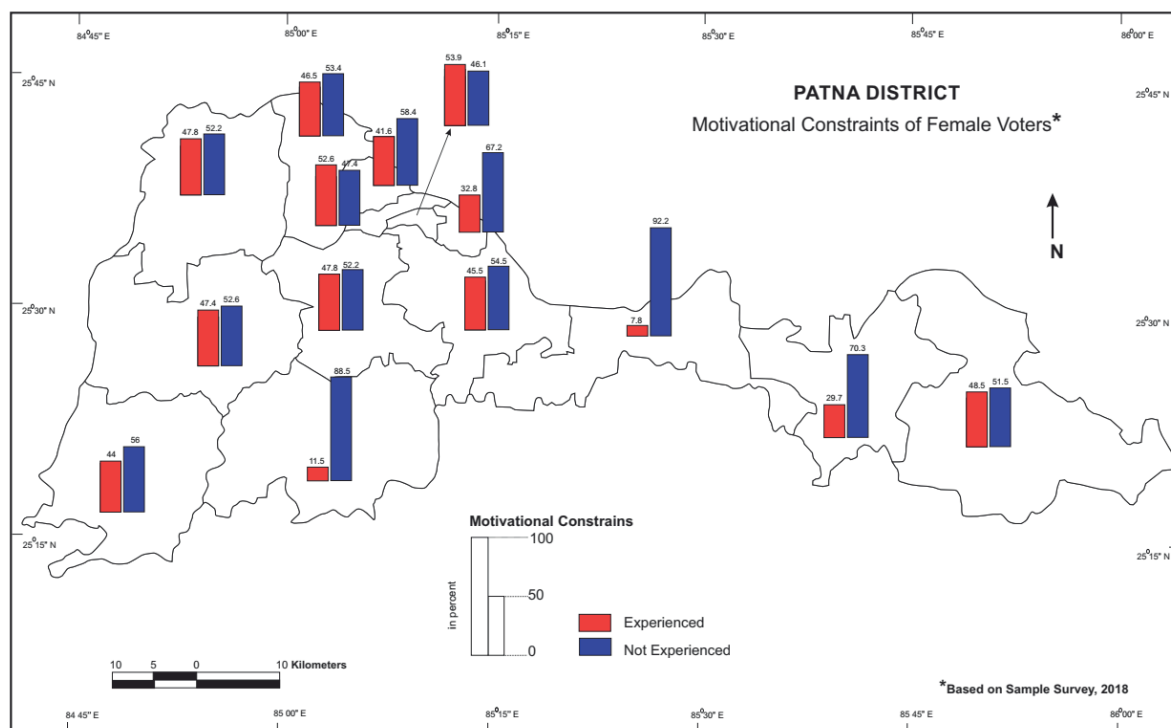 84°45" E
85°00" E
85°15" E
85°30" E
85°45" E
86°00" E
25°45" N
25°45" N
PATNA DISTRICT
Motivational Constraints of Female Voters*
N
53.9
46.1
46.5
53.4
41.6
58.4
47.8
52.2
52.6
47.4
32.8
67.2
92.2
7.8
47.8
52.2
45.5
54.5
25°30" N
25°30" N
47.4
52.6
70.3
29.7
48.5
51.5
88.5
11.5
44
56
25°15" N
25°15" N
Motivational Constrains
100
50
0
in percent
Experienced
Not Experienced
10 5 0 10 Kilometers
*Based on Sample Survey, 2018
84°45" E
85°00" E
85°15" E
85°30" E
85°45" E
86°00" E